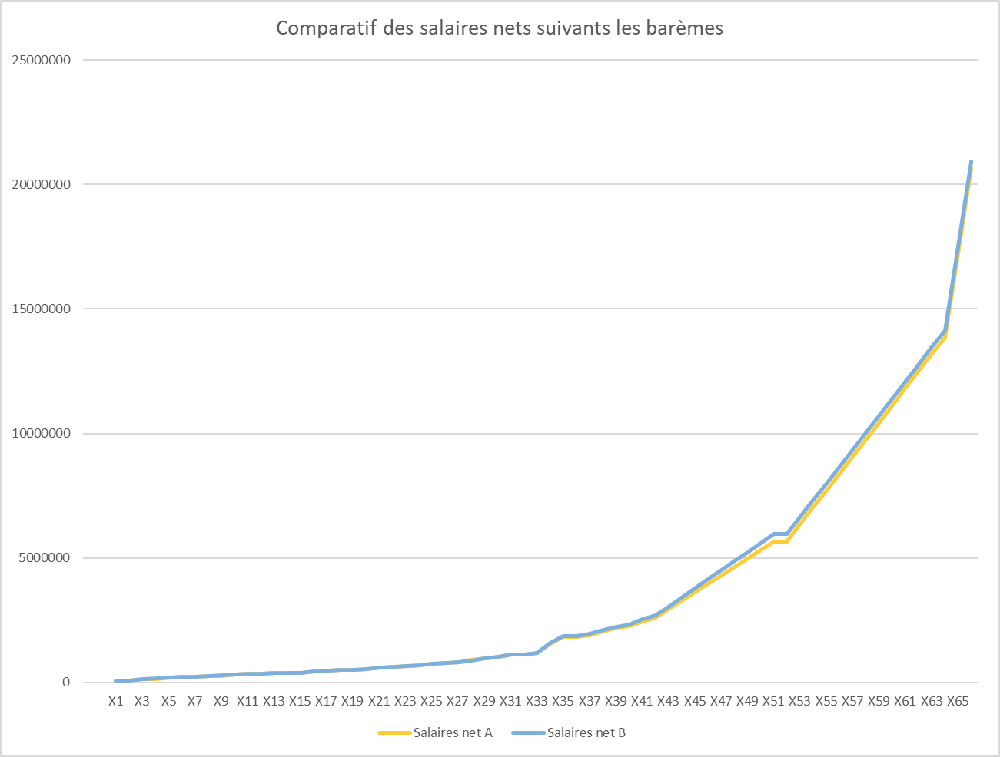 Comparatif des salaires nets suivants les barèmes
25000000
20000000
15000000
10000000
5000000
0
X1 X3 X5 X7 X9 X11 X13 X15 X17 X19 X21 X23 X25 X27 X29 X31 X33 X35 X37 X39 X41 X43 X45 X47 X49 X51 X53 X55 X57 X59 X61 X63 X65
Salaires net A Salaires net B